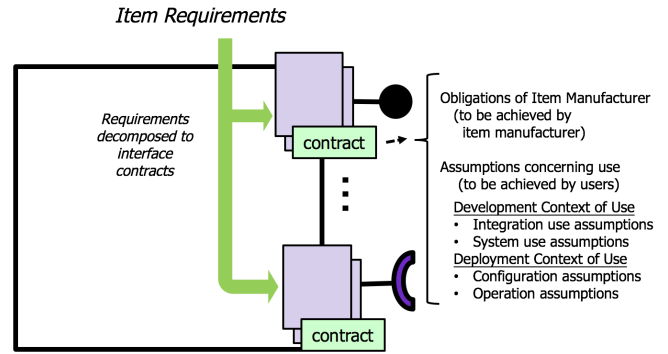 Item Requirements
Requirements
decomposed to
interface
contracts
contract
contract
Obligations of Item Manufacturer
(to be achieved by
item manufacturer)
Assumptions concerning use
(to be achieved by users)
Development Context of Use
• Integration use assumptions
• System use assumptions
Deployment Context of Use
• Configuration assumptions
• Operation assumptions